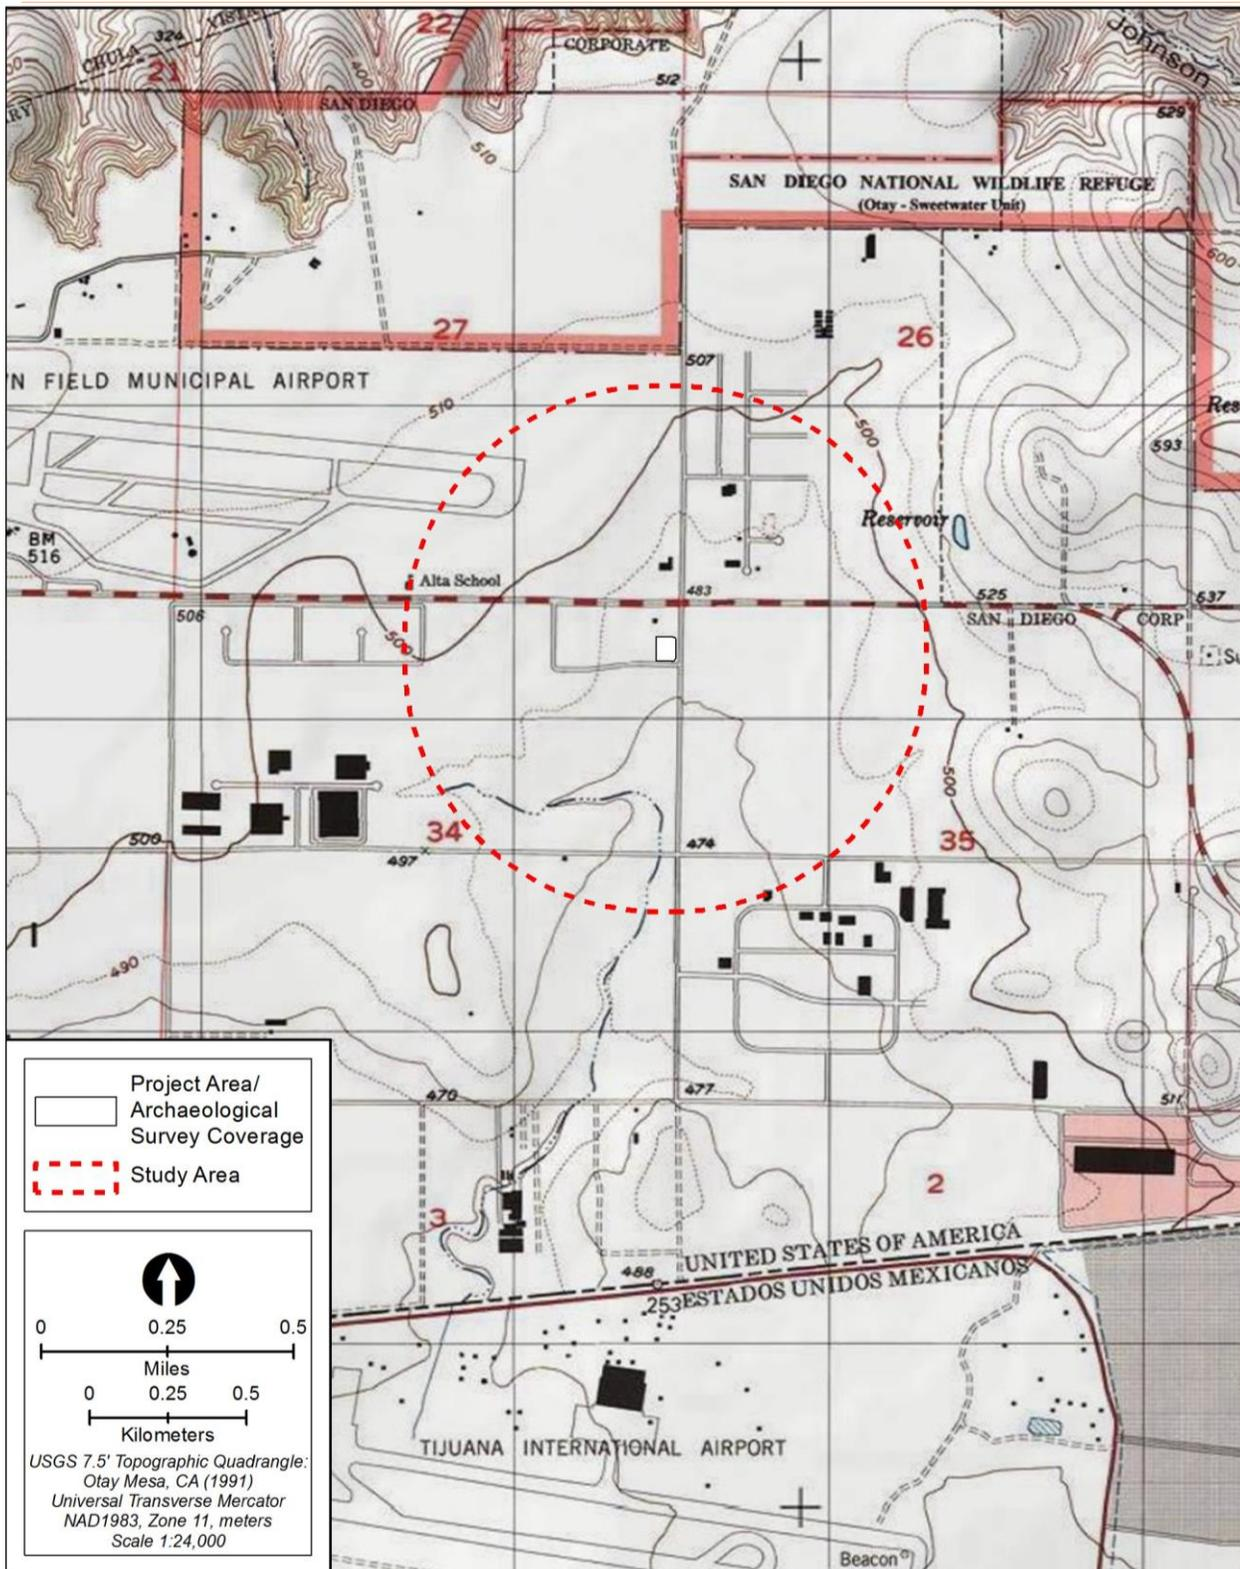 22
CORPORATE
Johnson
VISTA
324
CHULA
21
400
512
SAN DIEGO
529
510
SAN DIEGO NATIONAL WILDLIFE REFUGE
(Otay - Sweetwater Unit)
600
27
26
507
N FIELD MUNICIPAL AIRPORT
510
500
593
Reservoir
BM
516
Alta School
506
483
525
537
SAN DIEGO
CORP
500
500
34
35
500
497
474
490
470
477
511
2
3
UNITED STATES OF AMERICA
488
ESTADOS UNIDOS MEXICANOS
253
TIJUANA INTERNATIONAL AIRPORT
Beacon
Project Area/
Archaeological
Survey Coverage
Study Area
0 0.25 0.5
Miles
0 0.25 0.5
Kilometers
USGS 7.5' Topographic Quadrangle:
Otay Mesa, CA (1991)
Universal Transverse Mercator
NAD1983, Zone 11, meters
Scale 1:24,000